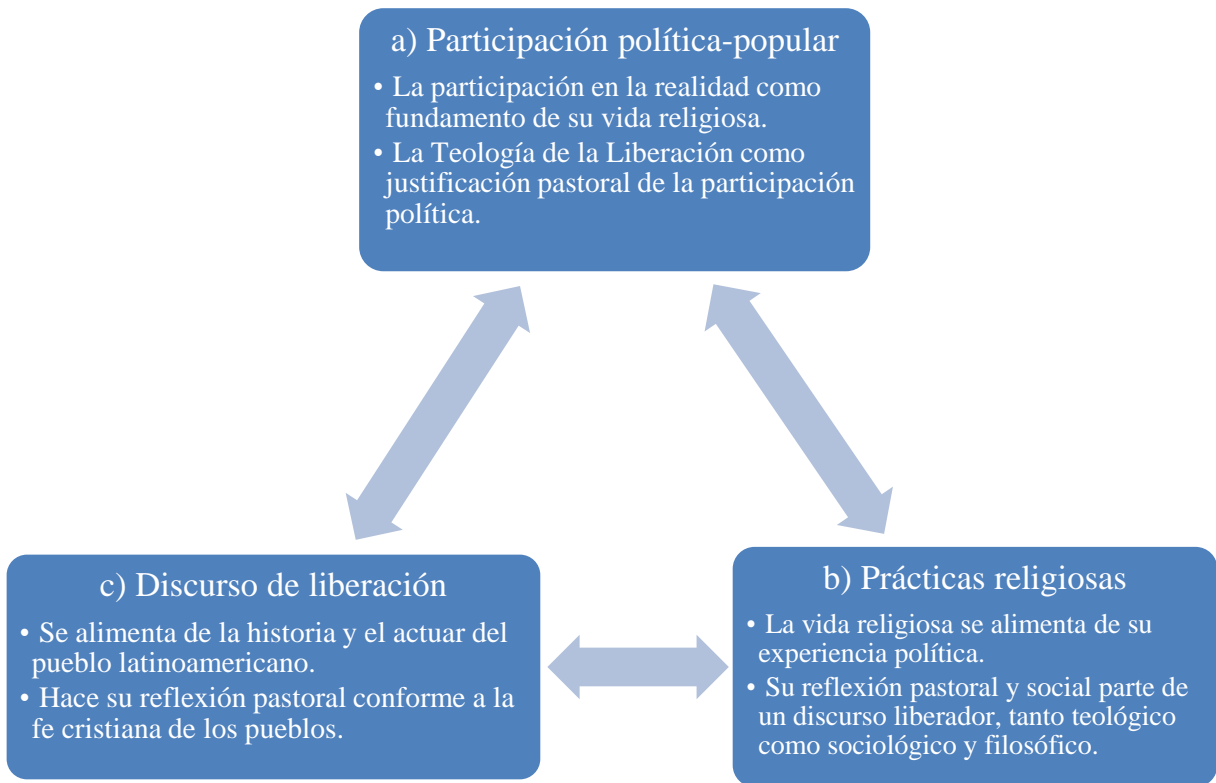 a) Participación política-popular
• La participación en la realidad como
fundamento de su vida religiosa.
• La Teología de la Liberación como
justificación pastoral de la participación
política.
c) Discurso de liberación
• Se alimenta de la historia y el actuar del
pueblo latinoamericano.
• Hace su reflexión pastoral conforme a la
fe cristiana de los pueblos.
b) Prácticas religiosas
• La vida religiosa se alimenta de su
experiencia política.
• Su reflexión pastoral y social parte de
un discurso liberador, tanto teológico
como sociológico y filosófico.